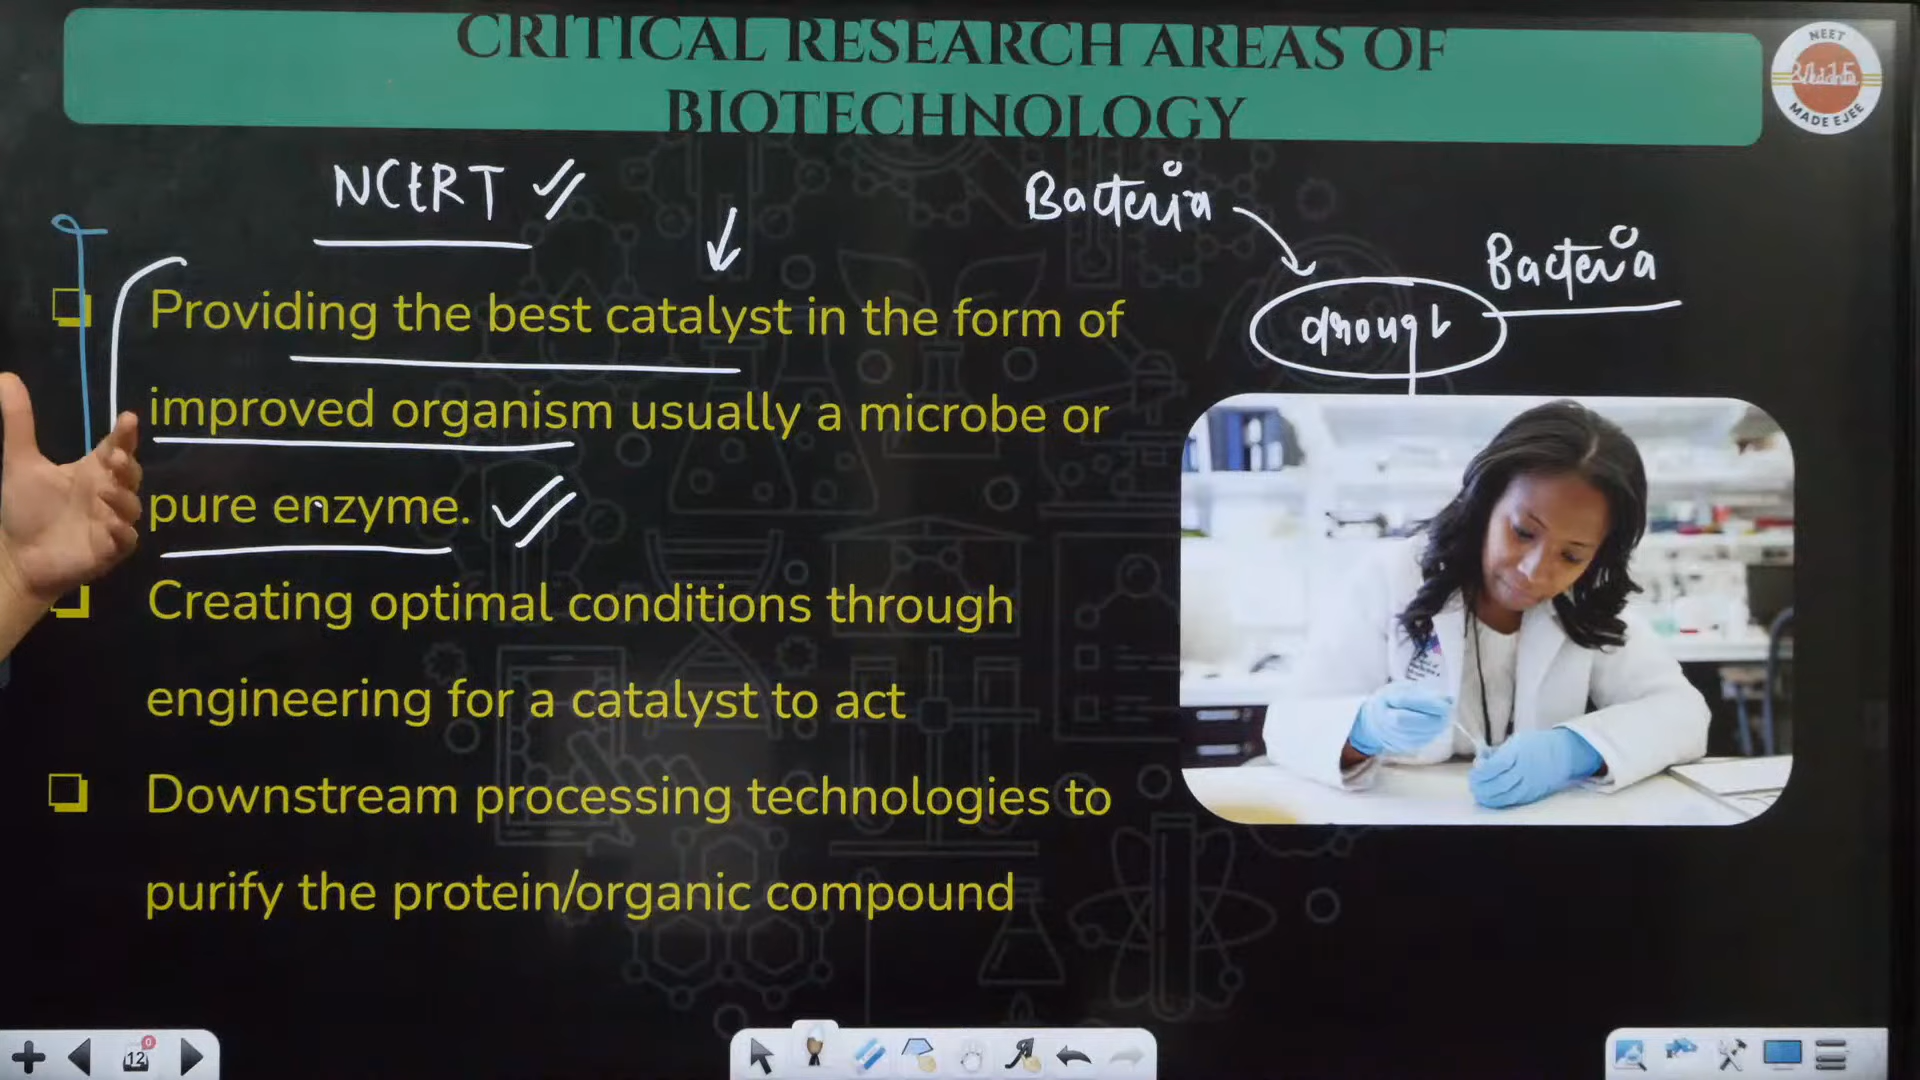 CRITICAL RESEARCH AREAS OF
BIOTECHNOLOGY
NEET
MADE EJEE
NCERT
Bacteria
Bacteria
Providing the best catalyst in the form of
improved organism usually a microbe or
pure enzyme.
Creating optimal conditions through
engineering for a catalyst to act
Downstream processing technologies to
purify the protein/organic compound
12
0